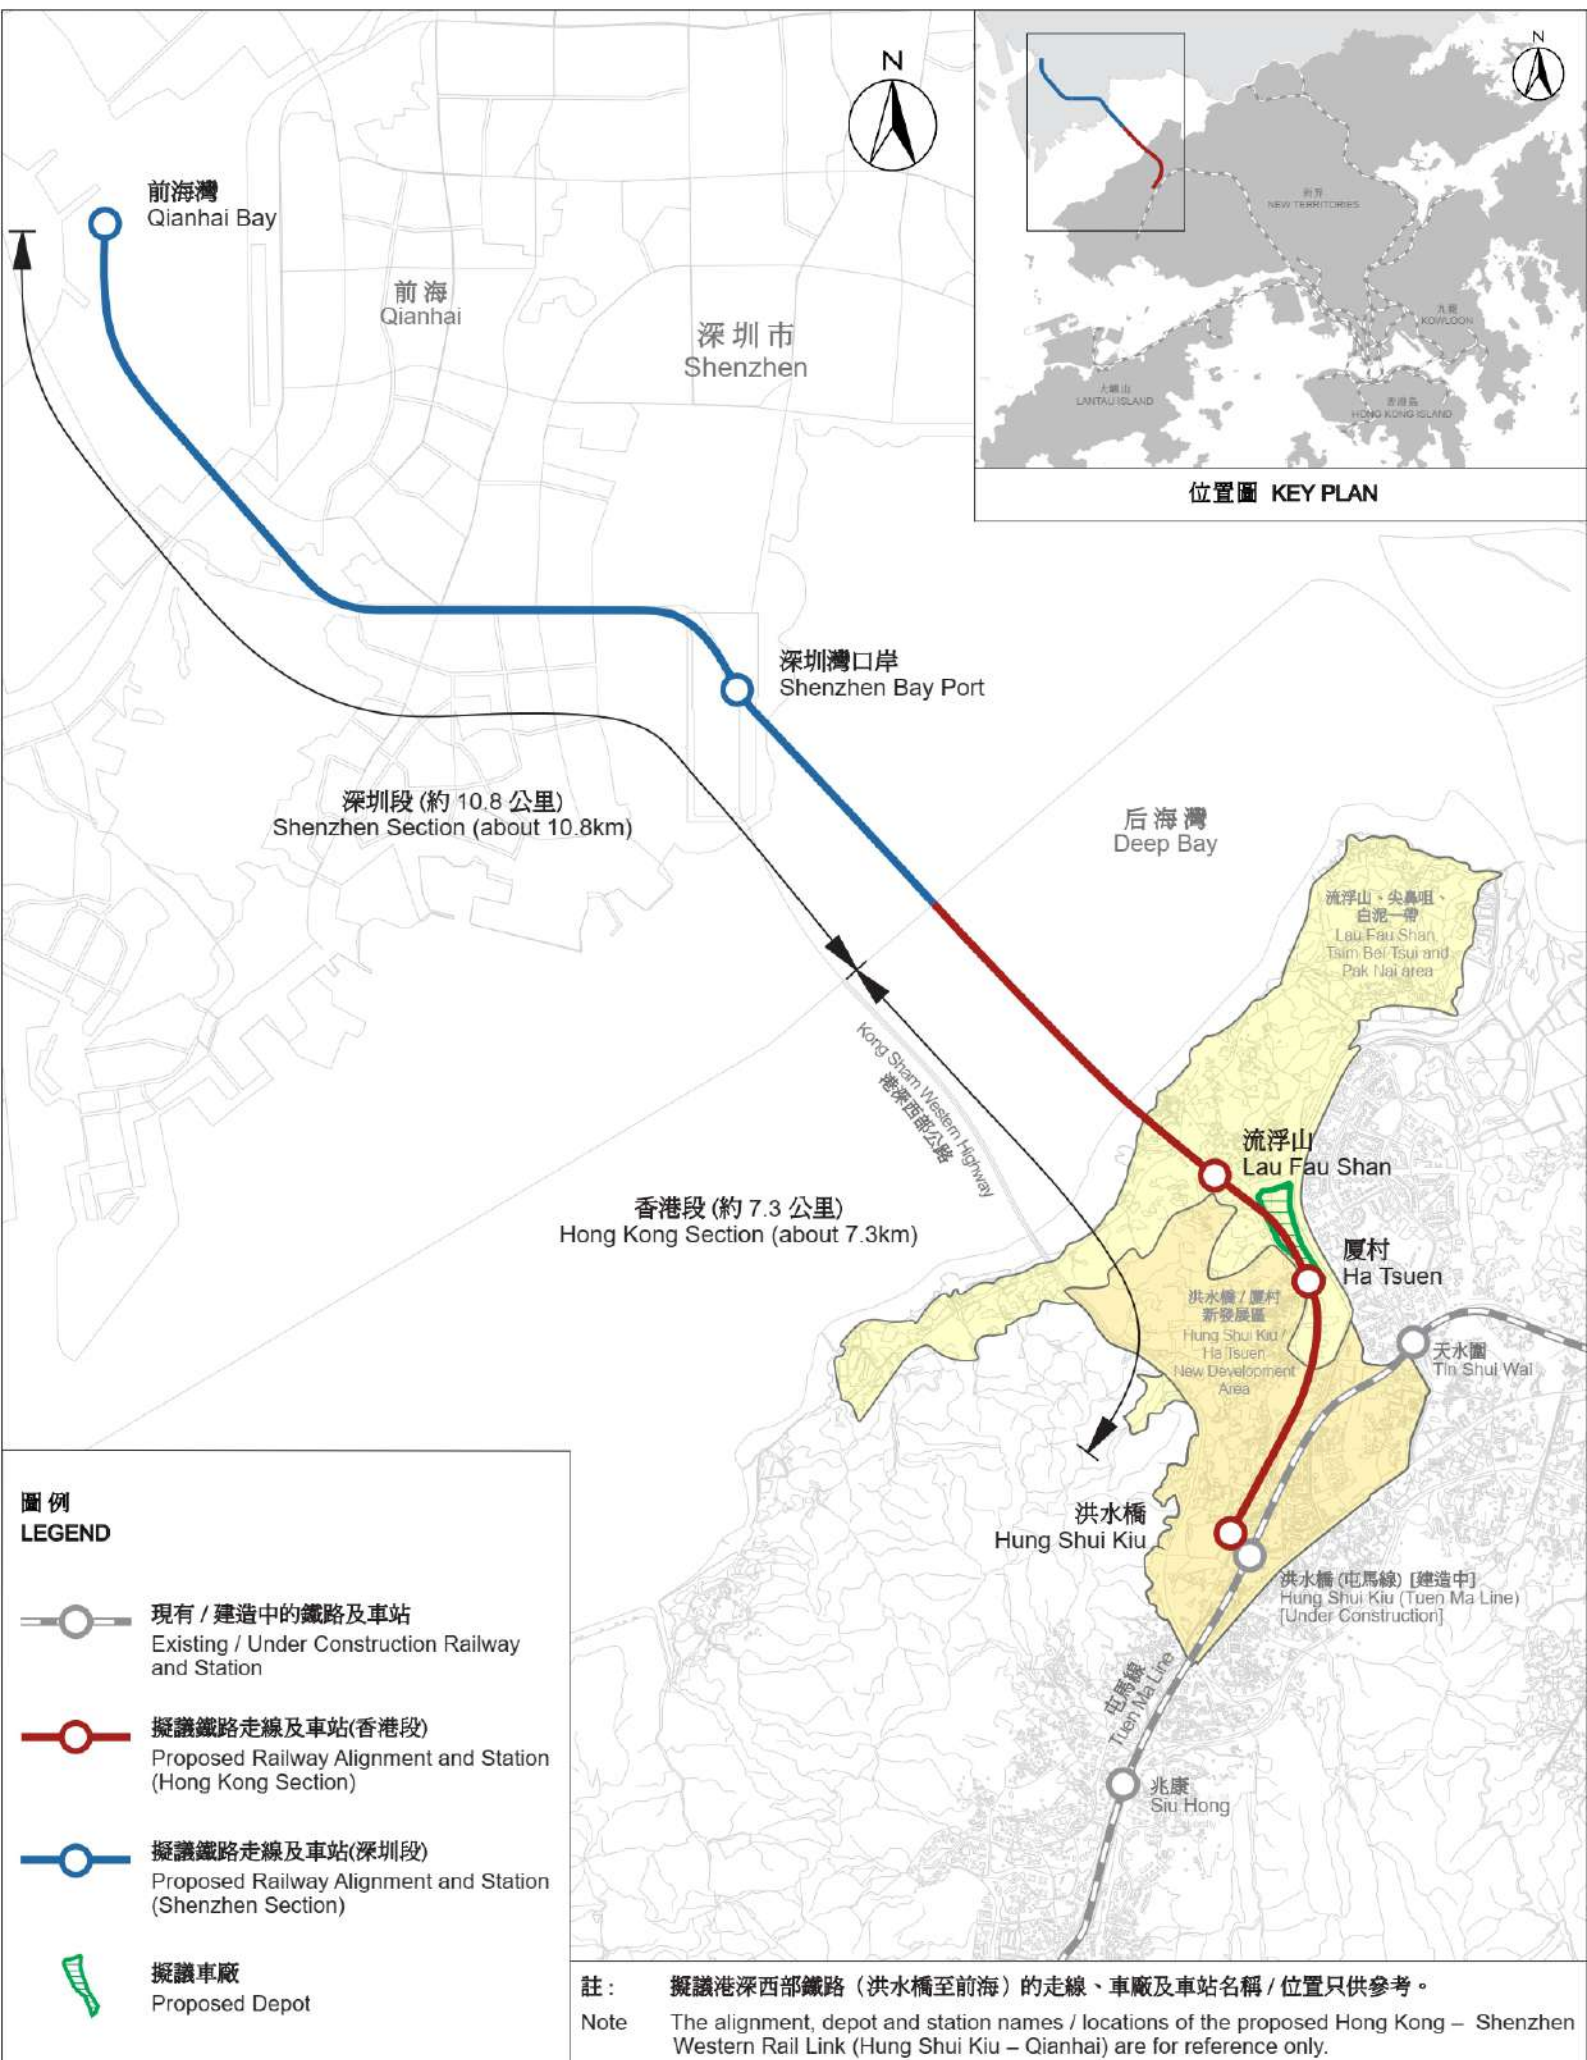 N
前海灣
Qianhai Bay
前海
Qianhai
深圳市
Shenzhen
N
新界
NEW TERRITORIES
九龍
KOWLOON
大嶼山
LANTAU ISLAND
香港島
HONG KONG ISLAND
位置圖 KEY PLAN
深圳灣口岸
Shenzhen Bay Port
深圳段 (約 10.8 公里)
Shenzhen Section (about 10.8km)
后海灣
Deep Bay
流浮山、尖鼻咀、
白泥一帶
Lau Fau Shan,
Tsim Bei Tsui and
Pak Nai area
Kong Sham Western Highway
港深西部公路
流浮山
Lau Fau Shan
香港段 (約 7.3 公里)
Hong Kong Section (about 7.3km)
厦村
Ha Tsuen
洪水橋 / 厦村
新發展區
Hung Shui Kiu /
Ha Tsuen
New Development
Area
天水圍
Tin Shui Wai
洪水橋
Hung Shui Kiu
洪水橋 (屯馬線) [建造中]
Hung Shui Kiu (Tuen Ma Line)
[Under Construction]
屯馬線
Tuen Ma Line
兆康
Siu Hong
圖例
LEGEND
現有 / 建造中的鐵路及車站
Existing / Under Construction Railway
and Station
擬議鐵路走線及車站(香港段)
Proposed Railway Alignment and Station
(Hong Kong Section)
擬議鐵路走線及車站(深圳段)
Proposed Railway Alignment and Station
(Shenzhen Section)
擬議車廠
Proposed Depot
註 : 擬議港深西部鐵路（洪水橋至前海）的走線、車廠及車站名稱 / 位置只供參考。
Note The alignment, depot and station names / locations of the proposed Hong Kong – Shenzhen
Western Rail Link (Hung Shui Kiu – Qianhai) are for reference only.